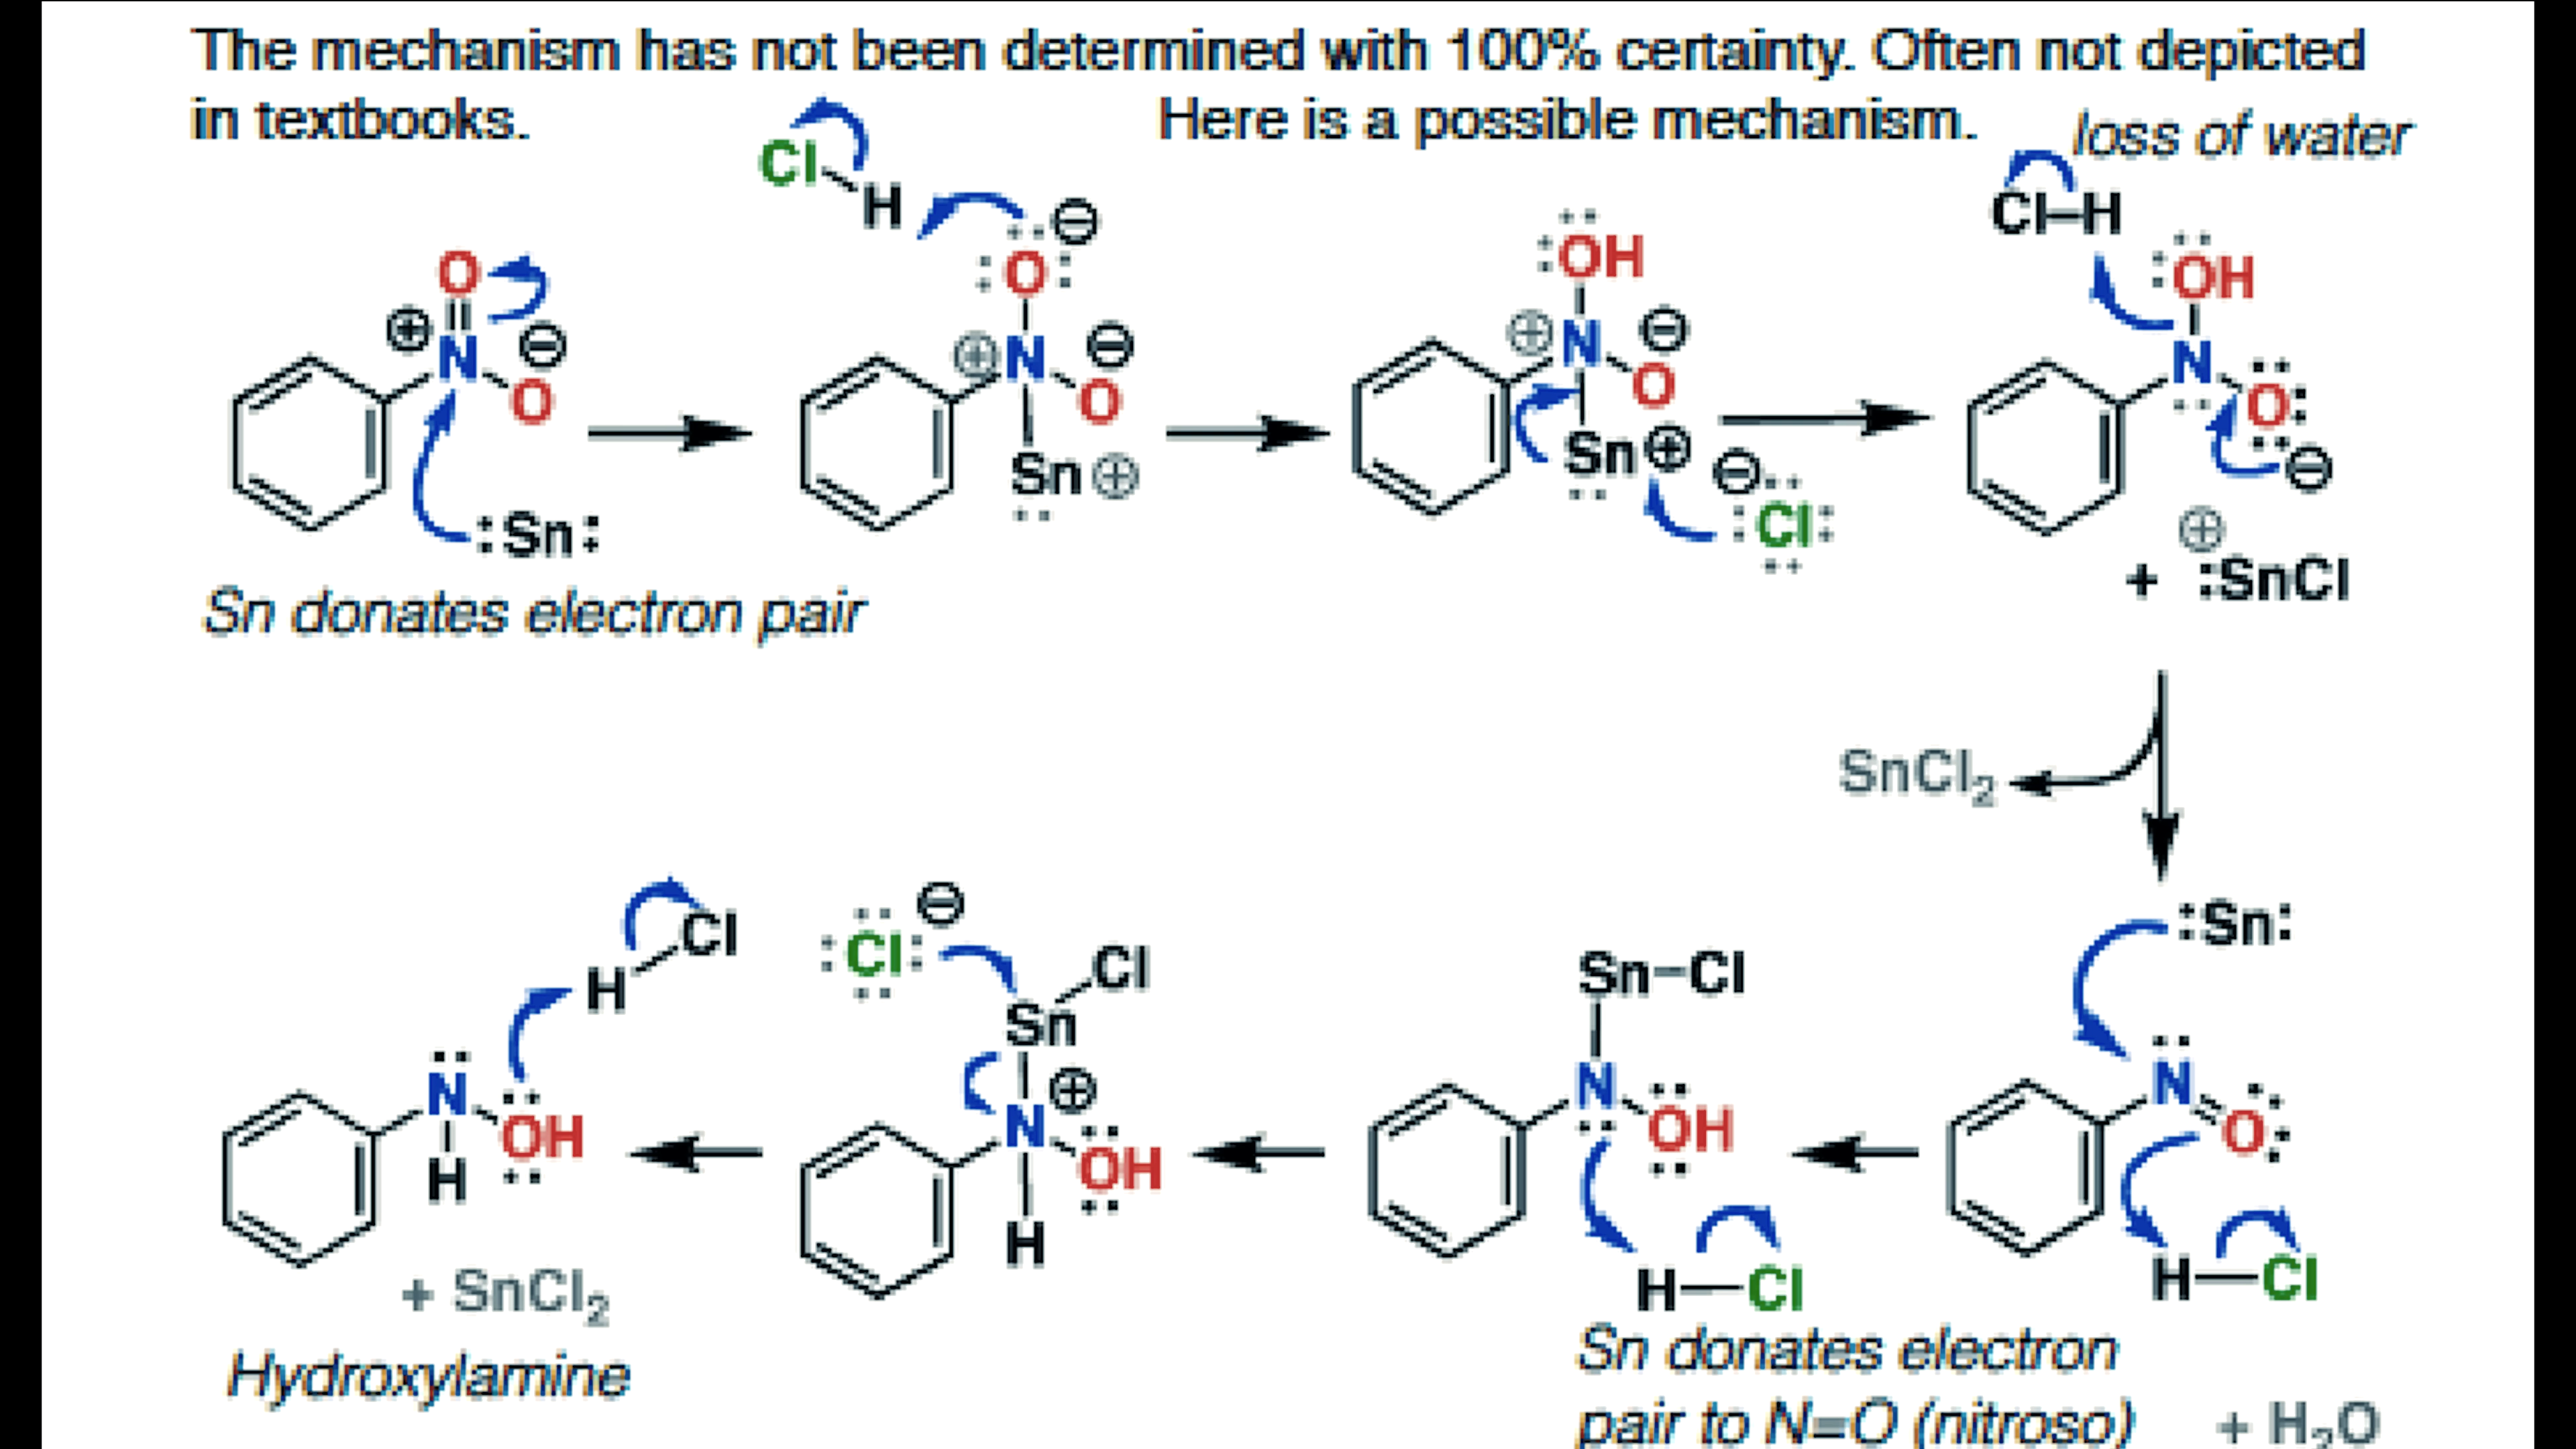 The mechanism has not been determined with 100% certainty. Often not depicted
in textbooks. Here is a possible mechanism.
loss of water
Cl
H
O
⊕
N
⊖
O
:Sn:
Sn donates electron pair
⊖
:O:
⊕
N
⊖
O
Sn
⊕
:OH
⊕
N
⊖
O
Sn
⊕
⊖
:Cl:
Cl–H
:OH
N
O:
⊖
⊕
+ :SnCl
SnCl₂
:Sn:
N
O:
H—Cl
+ H₂O
Sn–Cl
N
OH
H—Cl
Sn donates electron
pair to N=O (nitroso)
⊖
:Cl:
Cl
Sn
⊕
N
OH
H
Cl
H
N
OH
H
+ SnCl₂
Hydroxylamine